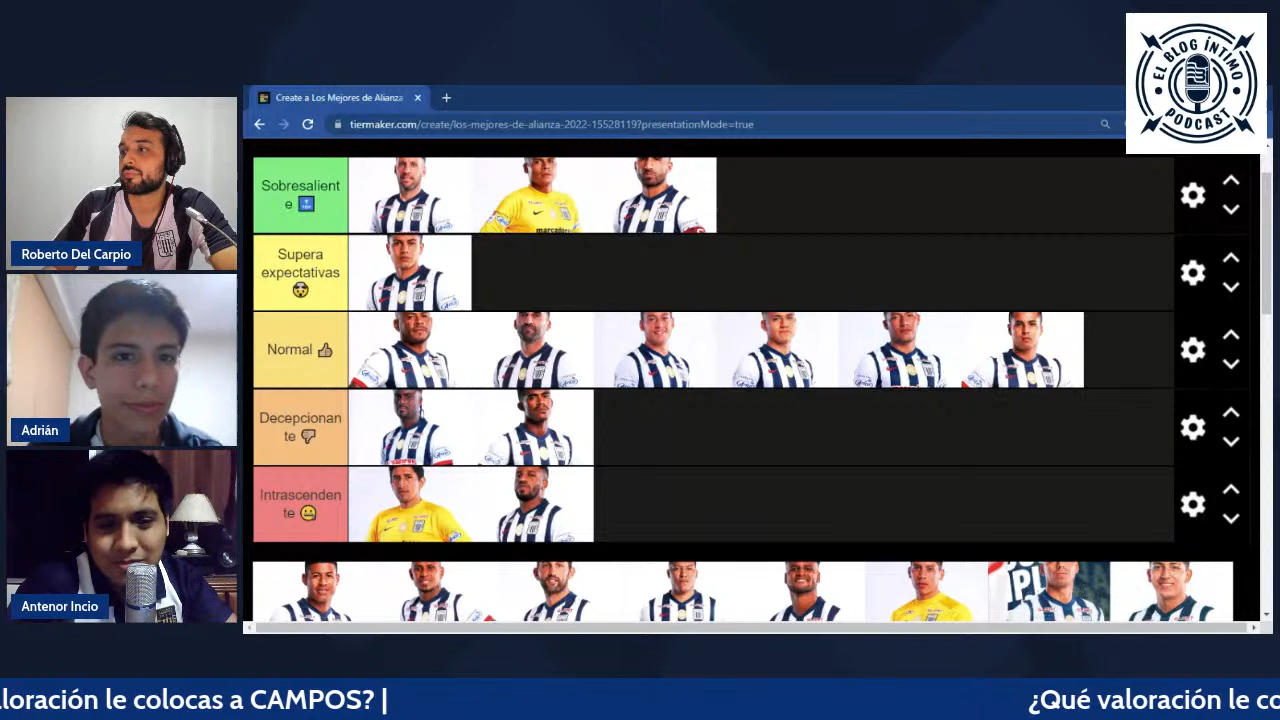 EL BLOG ÍNTIMO
PODCAST
Create a Los Mejores de Alianza
tiermaker.com/create/los-mejores-de-alianza-2022-15528119?presentationMode=true
Roberto Del Carpio
Adrián
Antenor Incio
Sobresalient
e
TOP
Supera
expectativas
Normal
Decepcionan
te
Intrascenden
te
aloración le colocas a CAMPOS? |
¿Qué valoración le co